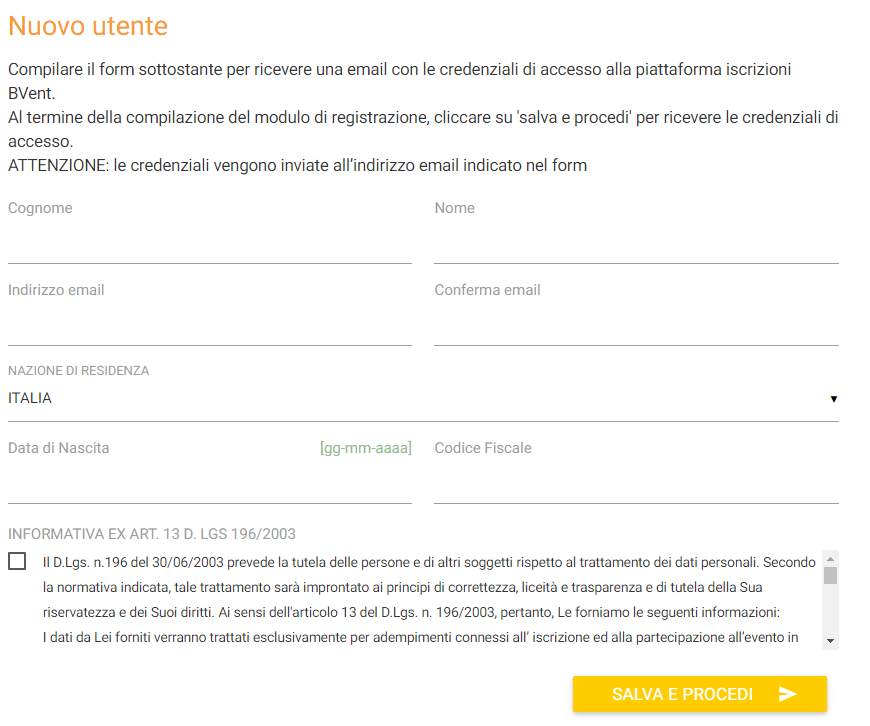 Nuovo utente
Compilare il form sottostante per ricevere una email con le credenziali di accesso alla piattaforma iscrizioni
BVent.
Al termine della compilazione del modulo di registrazione, cliccare su 'salva e procedi' per ricevere le credenziali di
accesso.
ATTENZIONE: le credenziali vengono inviate all’indirizzo email indicato nel form
Cognome Nome
Indirizzo email Conferma email
NAZIONE DI RESIDENZA
ITALIA
Data di Nascita [gg-mm-aaaa] Codice Fiscale
INFORMATIVA EX ART. 13 D. LGS 196/2003
Il D.Lgs. n.196 del 30/06/2003 prevede la tutela delle persone e di altri soggetti rispetto al trattamento dei dati personali. Secondo
la normativa indicata, tale trattamento sarà improntato ai principi di correttezza, liceità e trasparenza e di tutela della Sua
riservatezza e dei Suoi diritti. Ai sensi dell'articolo 13 del D.Lgs. n. 196/2003, pertanto, Le forniamo le seguenti informazioni:
I dati da Lei forniti verranno trattati esclusivamente per adempimenti connessi all’ iscrizione ed alla partecipazione all’evento in
SALVA E PROCEDI